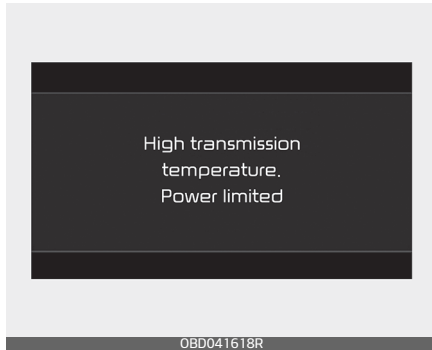 High transmission
temperature.
Power limited
OBD041618R